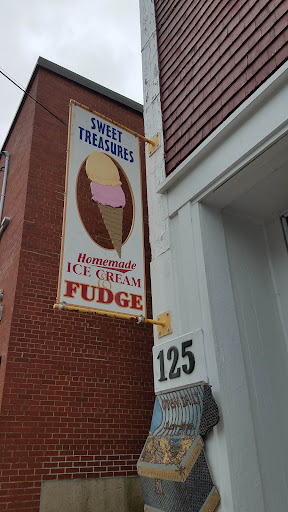 SWEET
TREASURES
Homemade
ICE CREAM
&
FUDGE
125